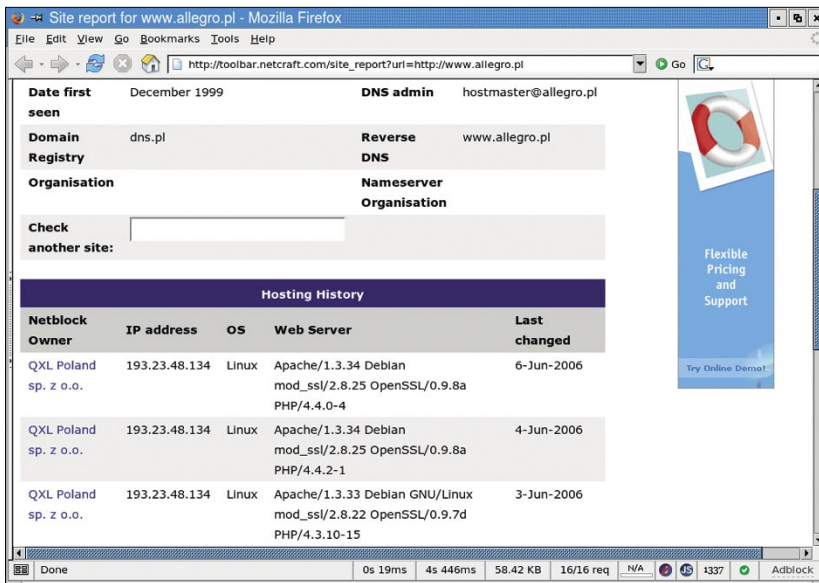 Site report for www.allegro.pl - Mozilla Firefox
File Edit View Go Bookmarks Tools Help
http://toolbar.netcraft.com/site_report?url=http://www.allegro.pl Go
Date first seen December 1999 DNS admin hostmaster@allegro.pl
Domain Registry dns.pl Reverse DNS www.allegro.pl
Organisation Nameserver Organisation
Check another site:
Flexible
Pricing
and
Support
Try Online Demo!
Hosting History
Netblock Owner IP address OS Web Server Last changed
QXL Poland sp. z o.o. 193.23.48.134 Linux Apache/1.3.34 Debian mod_ssl/2.8.25 OpenSSL/0.9.8a PHP/4.4.0-4 6-Jun-2006
QXL Poland sp. z o.o. 193.23.48.134 Linux Apache/1.3.34 Debian mod_ssl/2.8.25 OpenSSL/0.9.8a PHP/4.4.2-1 4-Jun-2006
QXL Poland sp. z o.o. 193.23.48.134 Linux Apache/1.3.33 Debian GNU/Linux mod_ssl/2.8.22 OpenSSL/0.9.7d PHP/4.3.10-15 3-Jun-2006
Done 0s 19ms 4s 446ms 58.42 KB 16/16 req N/A JS 1337 Adblock